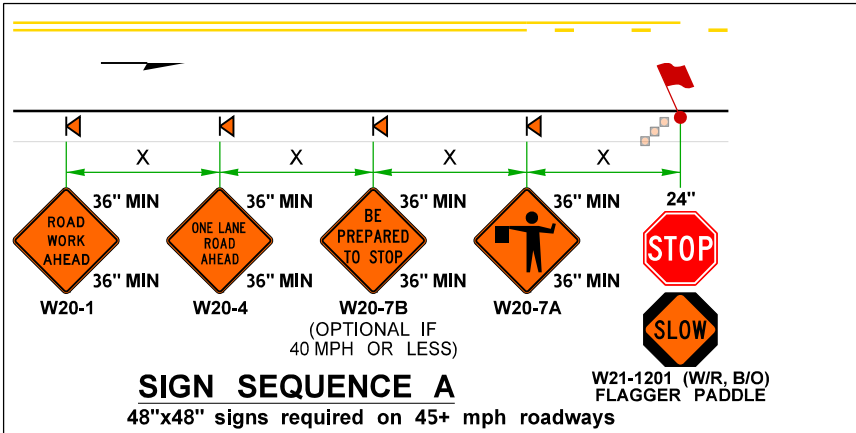 X X X X
36" MIN 36" MIN 36" MIN 36" MIN 24"
ROAD
WORK
AHEAD
ONE LANE
ROAD
AHEAD
BE
PREPARED
TO STOP
STOP
36" MIN 36" MIN 36" MIN 36" MIN
W20-1 W20-4 W20-7B W20-7A
(OPTIONAL IF
40 MPH OR LESS)
SLOW
W21-1201 (W/R, B/O)
FLAGGER PADDLE
SIGN SEQUENCE A
48"x48" signs required on 45+ mph roadways